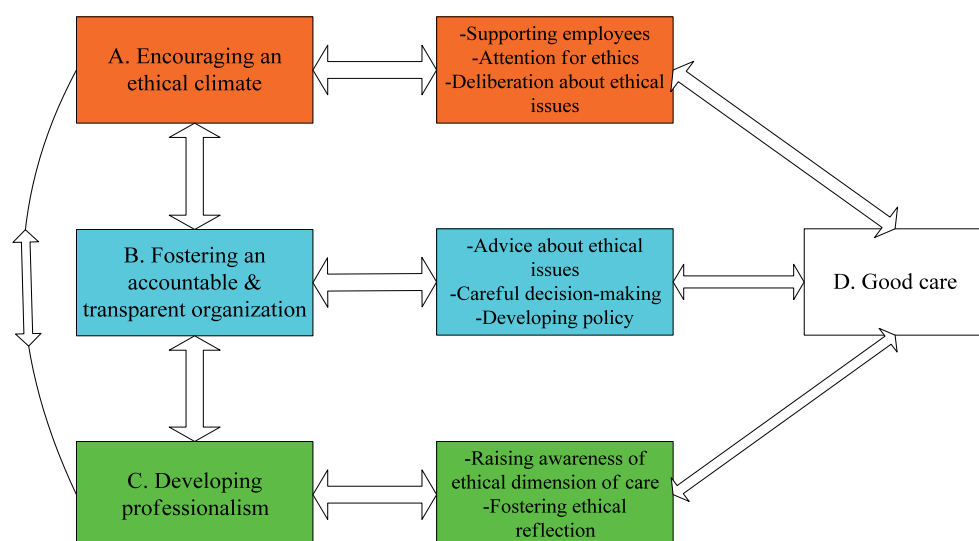 A. Encouraging an
ethical climate
-Supporting employees
-Attention for ethics
-Deliberation about ethical
issues
B. Fostering an
accountable &
transparent organization
-Advice about ethical
issues
-Careful decision-making
-Developing policy
D. Good care
C. Developing
professionalism
-Raising awareness of
ethical dimension of care
-Fostering ethical
reflection